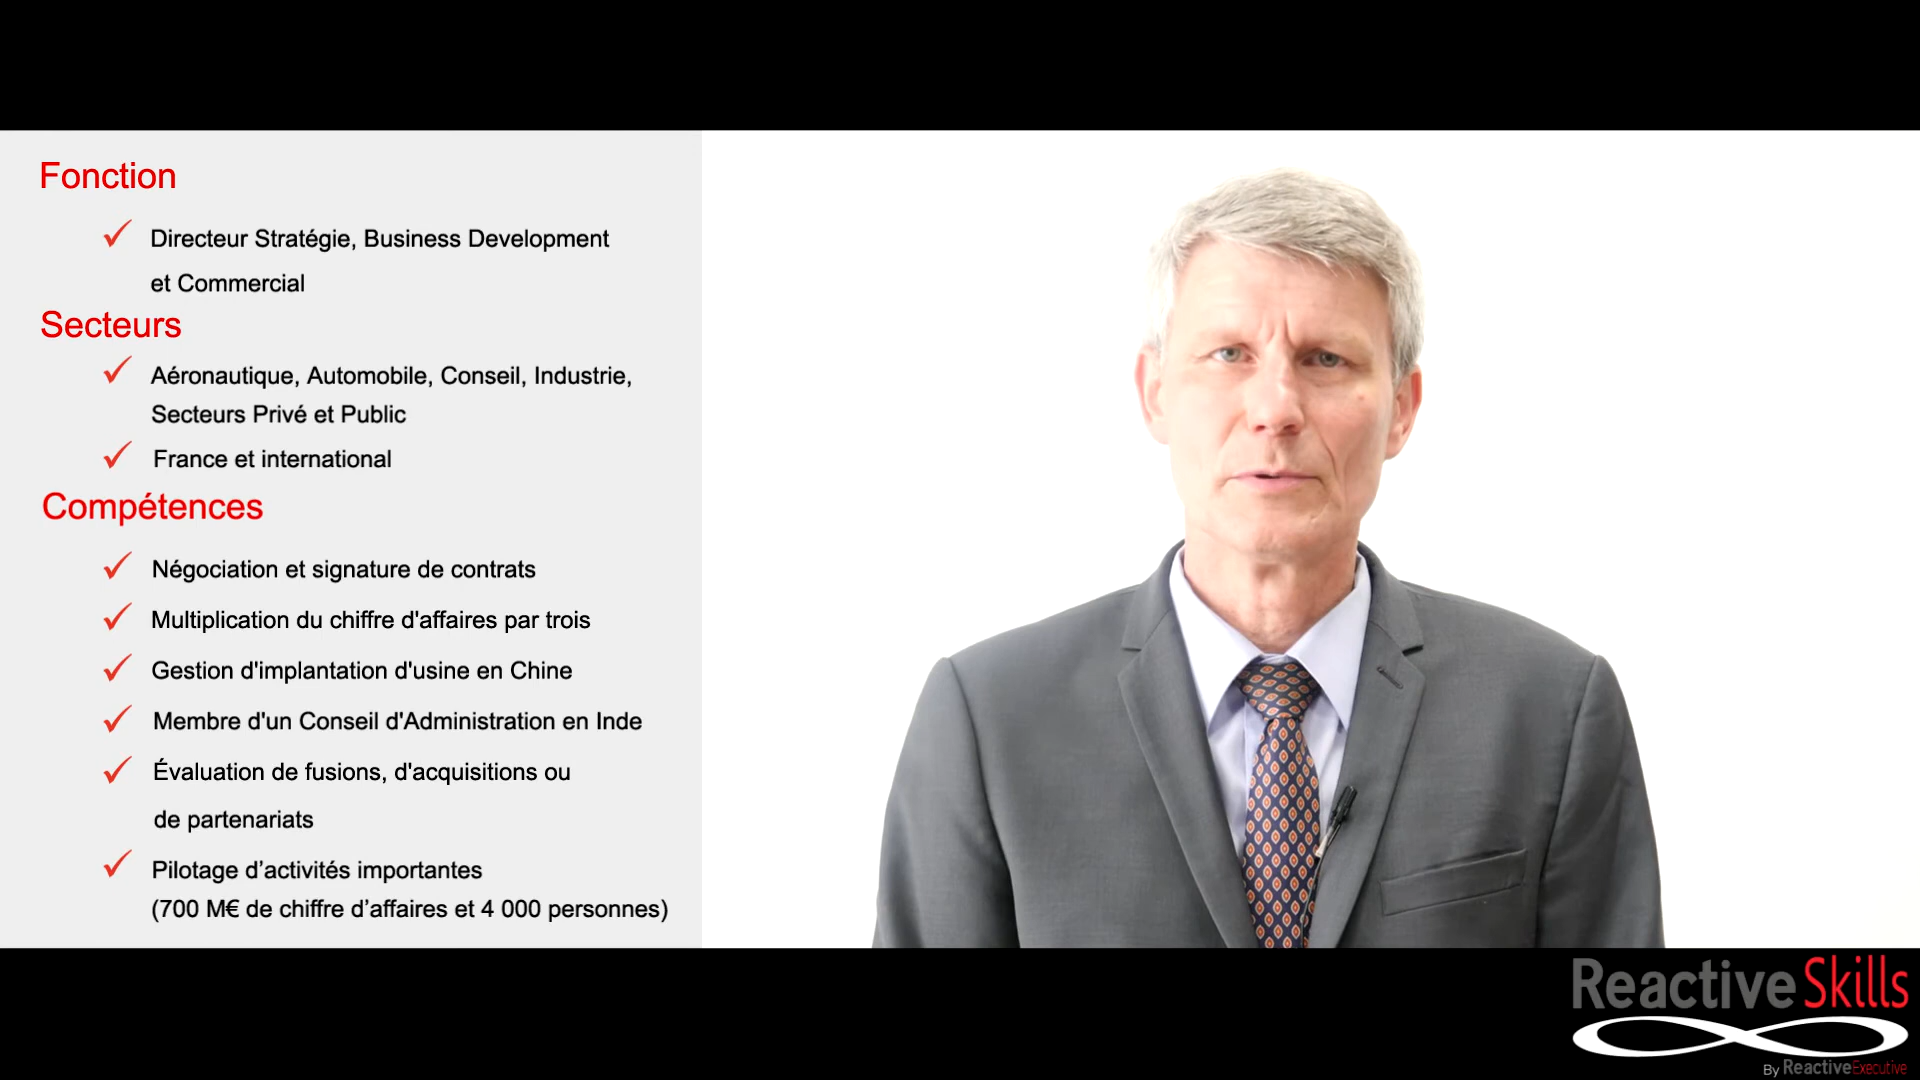 Fonction
Directeur Stratégie, Business Development
et Commercial
Secteurs
Aéronautique, Automobile, Conseil, Industrie,
Secteurs Privé et Public
France et international
Compétences
Négociation et signature de contrats
Multiplication du chiffre d'affaires par trois
Gestion d'implantation d'usine en Chine
Membre d'un Conseil d'Administration en Inde
Évaluation de fusions, d'acquisitions ou
de partenariats
Pilotage d’activités importantes
(700 M€ de chiffre d’affaires et 4 000 personnes)
ReactiveSkills
By ReactiveExecutive